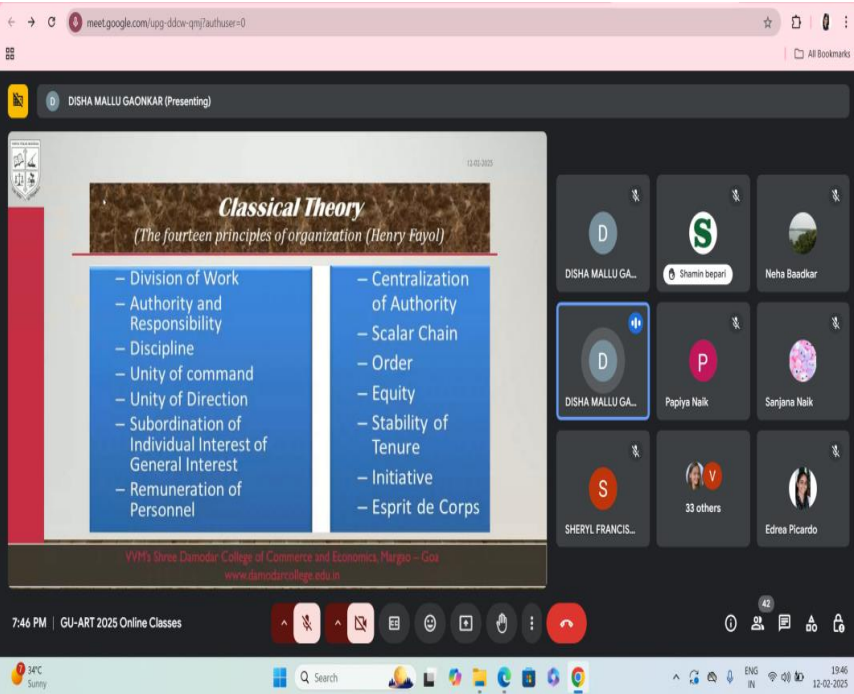 meet.google.com/upg-ddcw-qmj?authuser=0
All Bookmarks
D DISHA MALLU GAONKAR (Presenting)
12-02-2025
Classical Theory
(The fourteen principles of organization (Henry Fayol)
– Division of Work
– Authority and
Responsibility
– Discipline
– Unity of command
– Unity of Direction
– Subordination of
Individual Interest of
General Interest
– Remuneration of
Personnel
– Centralization
of Authority
– Scalar Chain
– Order
– Equity
– Stability of
Tenure
– Initiative
– Esprit de Corps
VVM's Shree Damodar College of Commerce and Economics, Margao – Goa
www.damodarcollege.edu.in
D
DISHA MALLU GA...
S
Shamin bepari
Neha Baadkar
D
DISHA MALLU GA...
P
Papiya Naik
Sanjana Naik
S
SHERYL FRANCIS...
V
33 others
Edrea Picardo
7:46 PM | GU-ART 2025 Online Classes
42
7
34°C
Sunny
Search
ENG
IN
19:46
12-02-2025